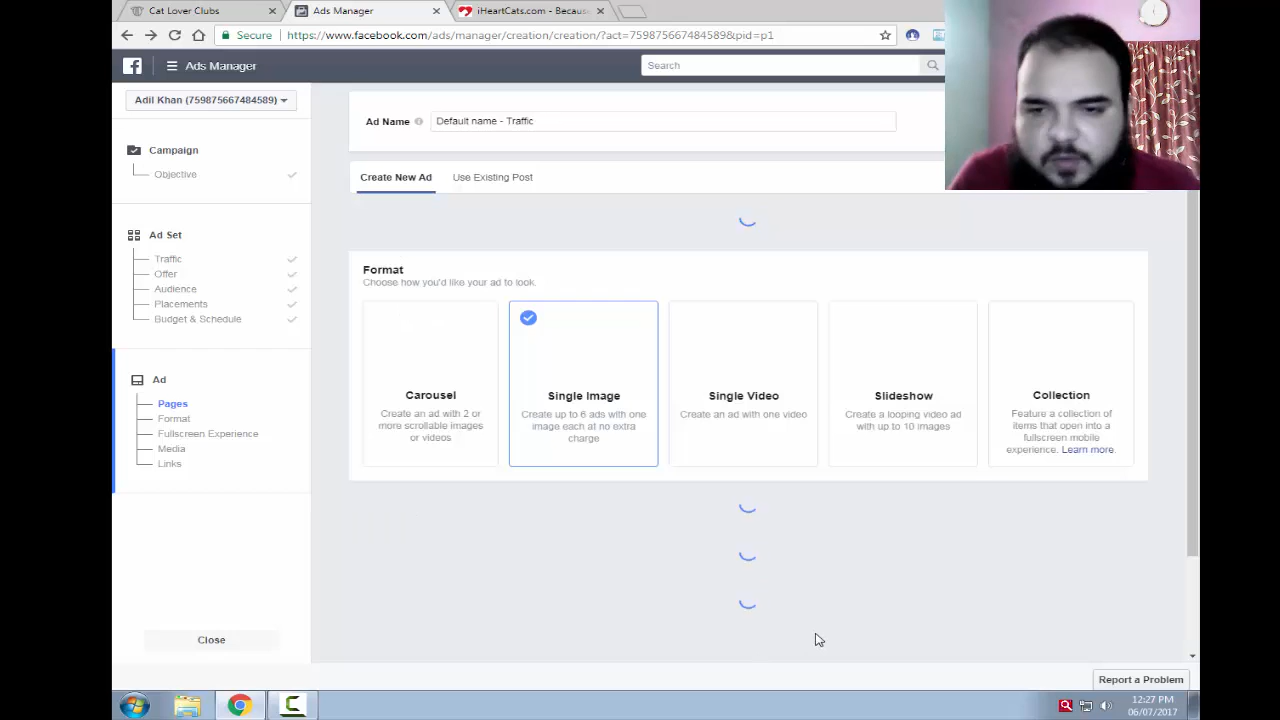 Cat Lover Clubs
Ads Manager
iHeartCats.com - Becaus
Secure
https://www.facebook.com/adsmanager/creation/creation/?act=759875667484589&pid=p1
Ads Manager
Search
Adil Khan (759875667484589)
Campaign
Objective
Ad Set
Traffic
Offer
Audience
Placements
Budget & Schedule
Ad
Pages
Format
Fullscreen Experience
Media
Links
Close
Ad Name
Default name - Traffic
Create New Ad
Use Existing Post
Format
Choose how you'd like your ad to look.
Carousel
Create an ad with 2 or
more scrollable images
or videos
Single Image
Create up to 6 ads with one
image each at no extra
charge
Single Video
Create an ad with one video
Slideshow
Create a looping video ad
with up to 10 images
Collection
Feature a collection of
items that open into a
fullscreen mobile
experience. Learn more.
Report a Problem
12:27 PM
06/07/2017